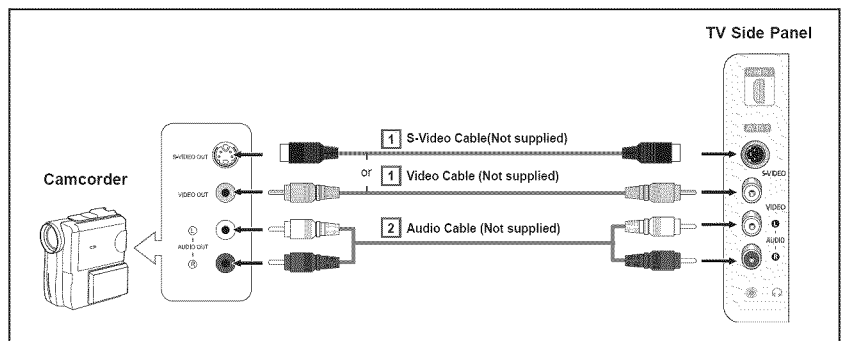 TV Side Panel
1 S-Video Cable(Not supplied)
S-VIDEO OUT
S-VIDEO
or
1 Video Cable (Not supplied)
Camcorder
VIDEO OUT
VIDEO
2 Audio Cable (Not supplied)
L
AUDIO OUT
R
L
AUDIO
R